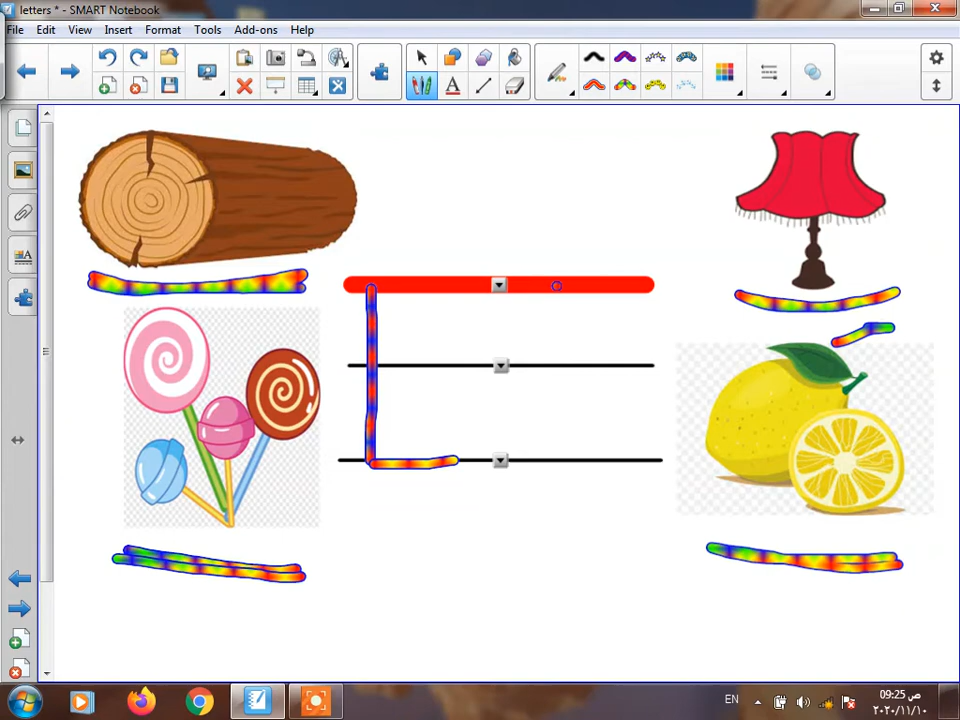 letters * - SMART Notebook
File Edit View Insert Format Tools Add-ons Help
L
EN
09:25 ص
٢٠٢٠/١١/١٠